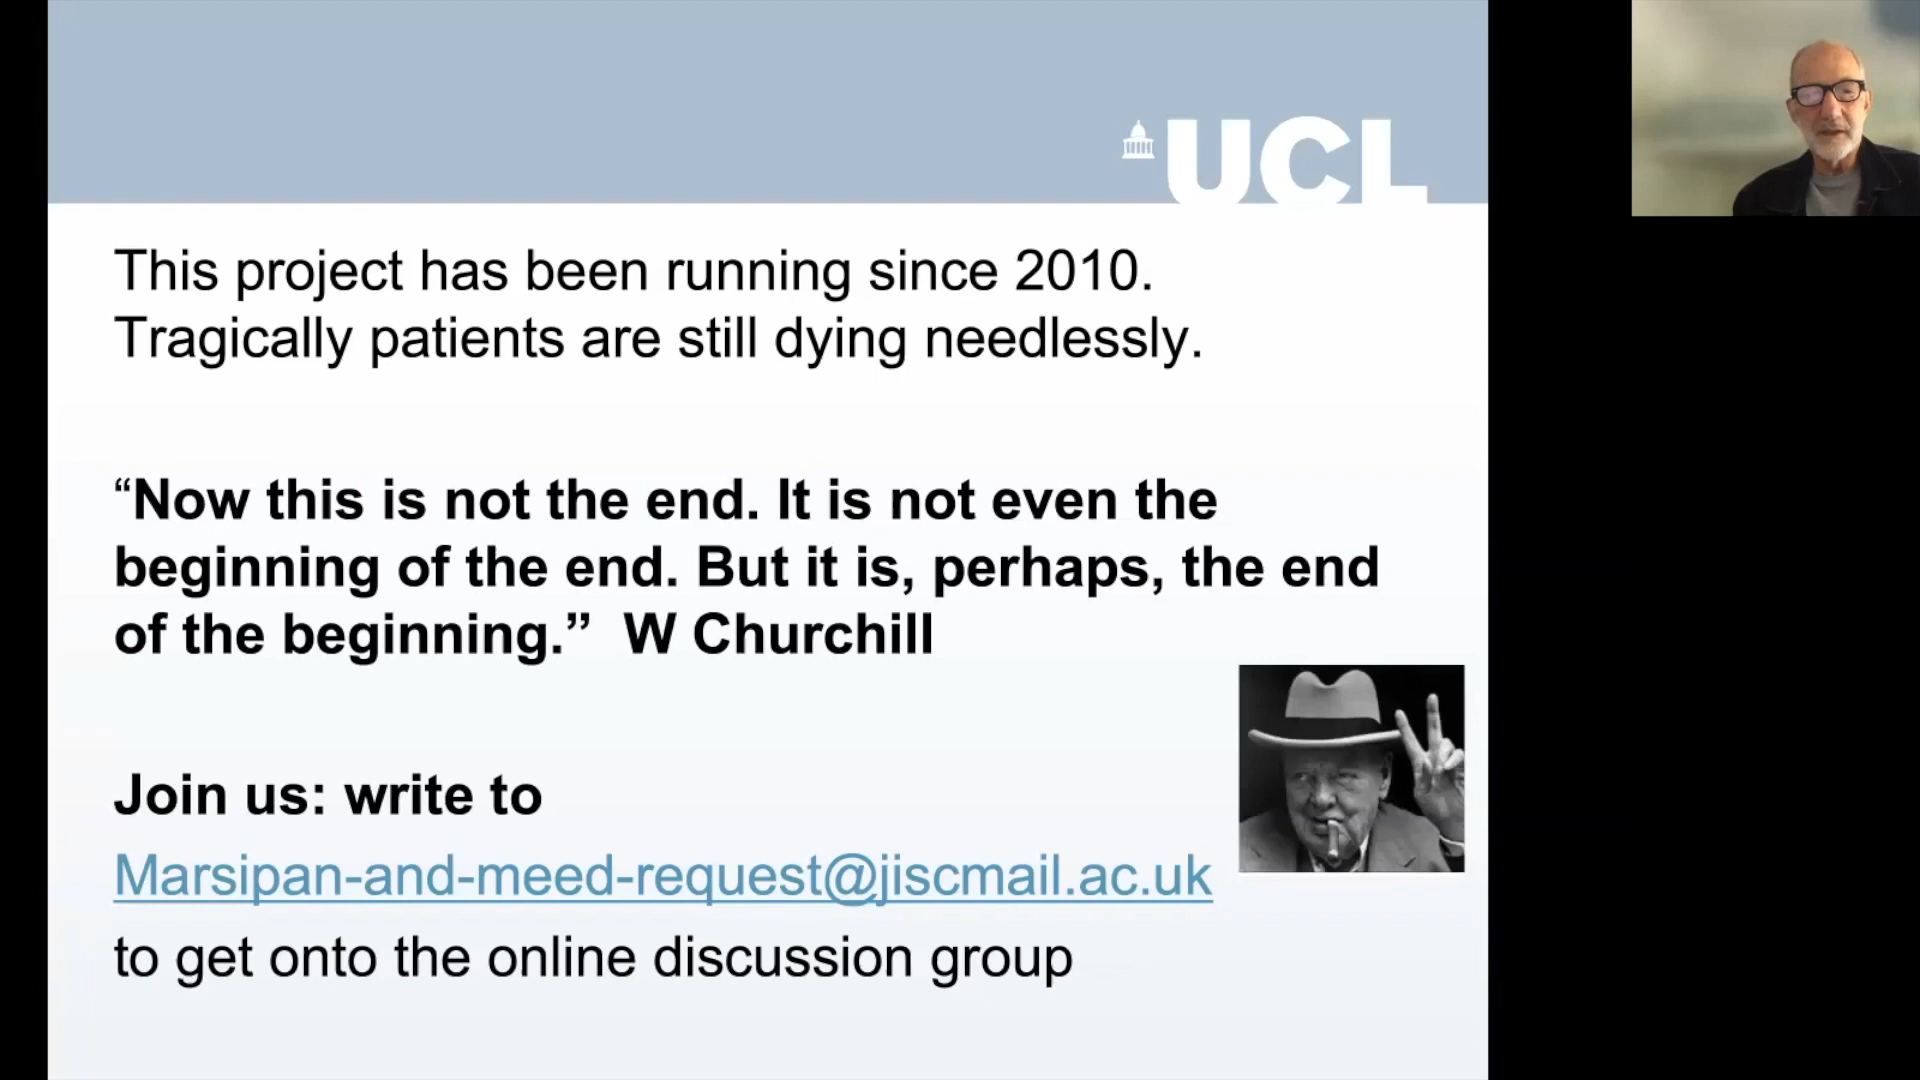 UCL
This project has been running since 2010.
Tragically patients are still dying needlessly.
“Now this is not the end. It is not even the
beginning of the end. But it is, perhaps, the end
of the beginning.”  W Churchill
Join us: write to
Marsipan-and-meed-request@jiscmail.ac.uk
to get onto the online discussion group